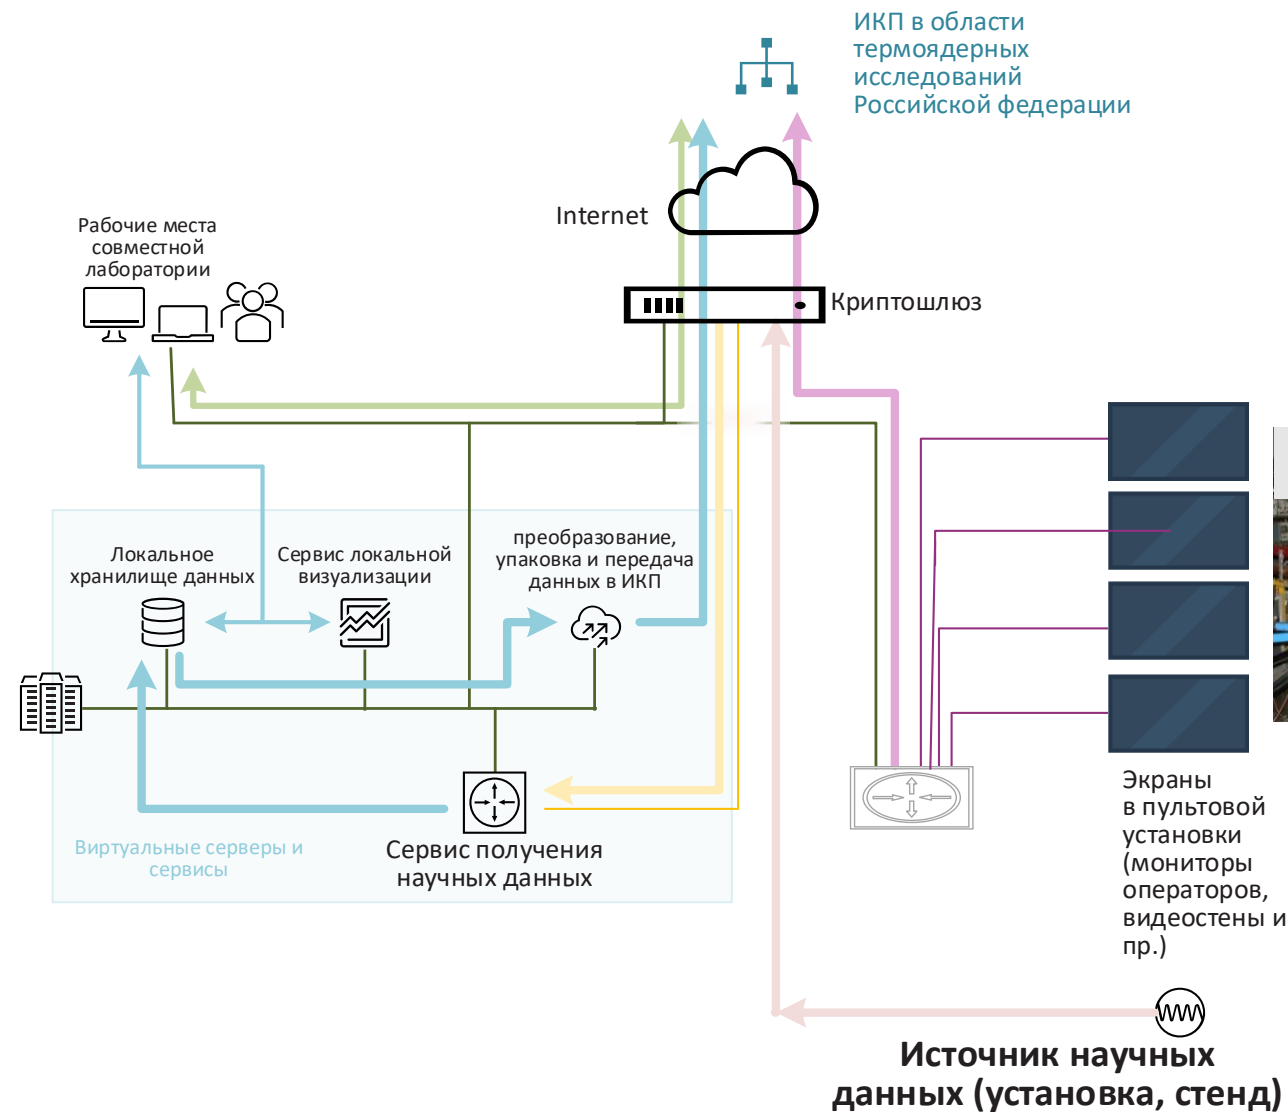 ИКП в области
термоядерных
исследований
Российской федерации
Internet
Рабочие места
совместной
лаборатории
Криптошлюз
Локальное
хранилище данных
Сервис локальной
визуализации
преобразование,
упаковка и передача
данных в ИКП
Виртуальные серверы и
сервисы
Сервис получения
научных данных
Экраны
в пультовой
установки
(мониторы
операторов,
видеостены и
пр.)
Источник научных
данных (установка, стенд)